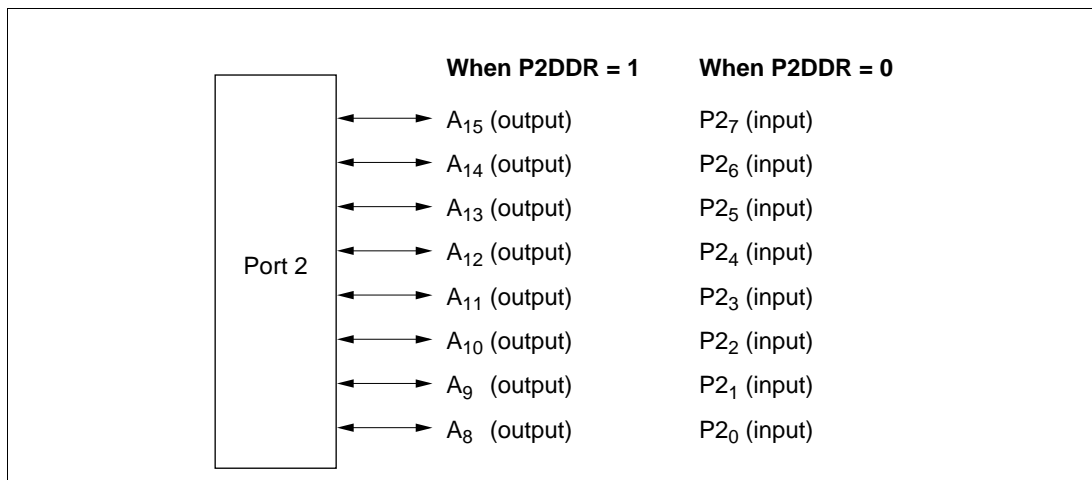 When P2DDR = 1 When P2DDR = 0
A15 (output) P27 (input)
A14 (output) P26 (input)
A13 (output) P25 (input)
Port 2 A12 (output) P24 (input)
A11 (output) P23 (input)
A10 (output) P22 (input)
A9 (output) P21 (input)
A8 (output) P20 (input)